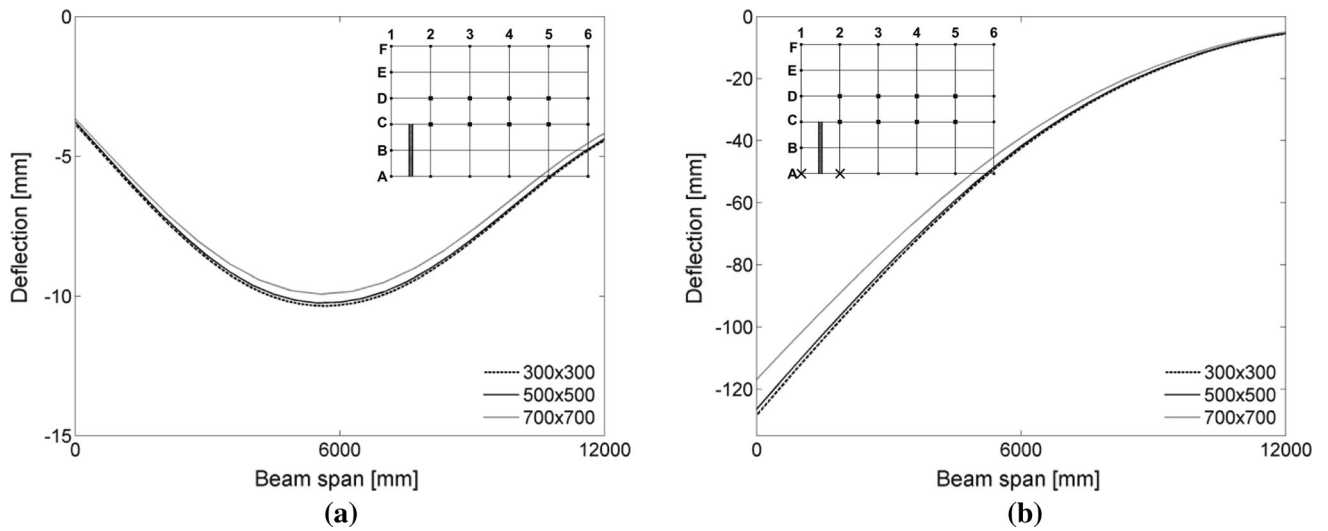 0
-5
-10
-15
Deflection [mm]
1 2 3 4 5 6
F
E
D
C
B
A
300x300
500x500
700x700
0 6000 12000
Beam span [mm]
(a)
0
-20
-40
-60
-80
-100
-120
Deflection [mm]
1 2 3 4 5 6
F
E
D
C
B
A
300x300
500x500
700x700
0 6000 12000
Beam span [mm]
(b)